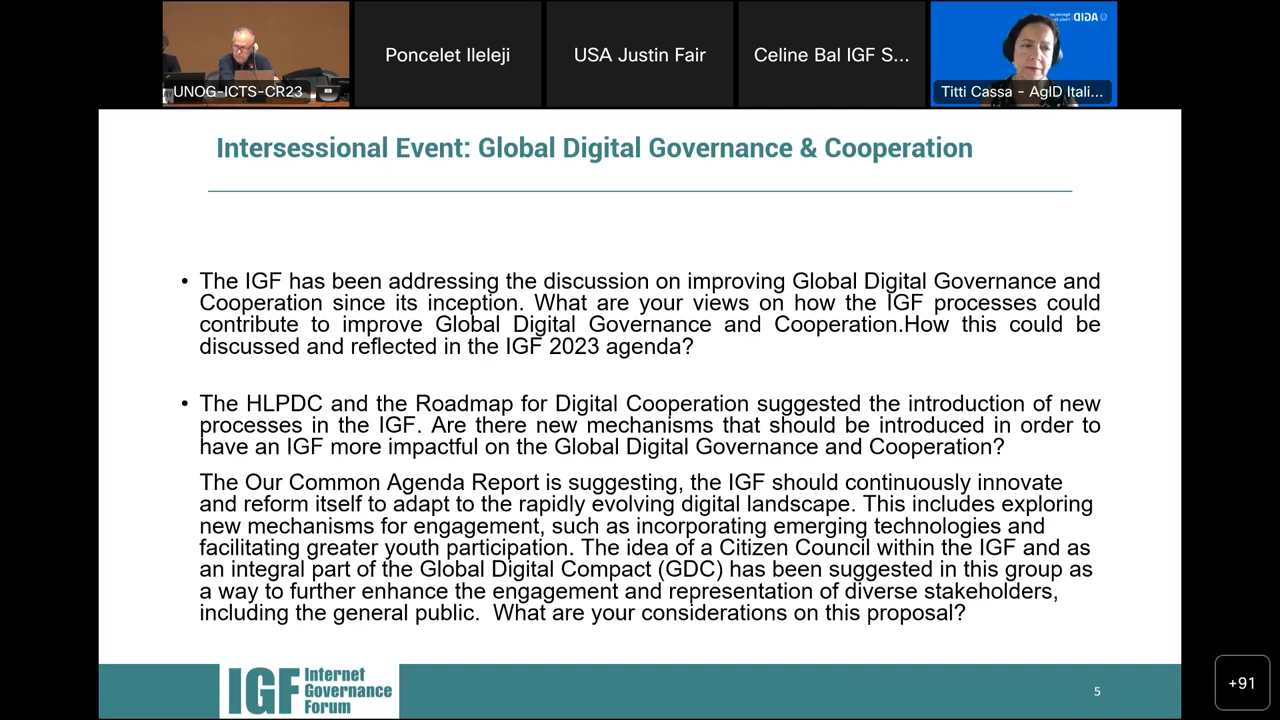 UNOG-ICTS-CR23
Poncelet Ileleji
USA Justin Fair
Celine Bal IGF S...
AGID
Titti Cassa - AgID Itali...
Intersessional Event: Global Digital Governance & Cooperation
• The IGF has been addressing the discussion on improving Global Digital Governance and
Cooperation since its inception. What are your views on how the IGF processes could
contribute to improve Global Digital Governance and Cooperation.How this could be
discussed and reflected in the IGF 2023 agenda?
• The HLPDC and the Roadmap for Digital Cooperation suggested the introduction of new
processes in the IGF. Are there new mechanisms that should be introduced in order to
have an IGF more impactful on the Global Digital Governance and Cooperation?
The Our Common Agenda Report is suggesting, the IGF should continuously innovate
and reform itself to adapt to the rapidly evolving digital landscape. This includes exploring
new mechanisms for engagement, such as incorporating emerging technologies and
facilitating greater youth participation. The idea of a Citizen Council within the IGF and as
an integral part of the Global Digital Compact (GDC) has been suggested in this group as
a way to further enhance the engagement and representation of diverse stakeholders,
including the general public.  What are your considerations on this proposal?
IGF Internet
Governance
Forum
5
+91